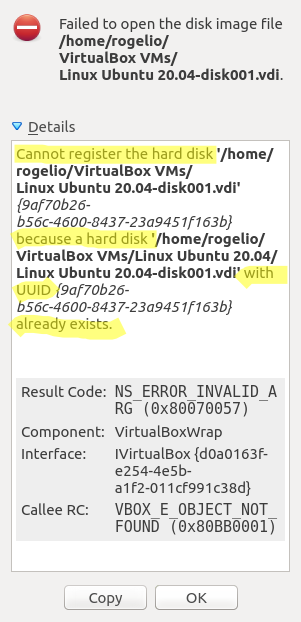 Failed to open the disk image file
/home/rogelio/
VirtualBox VMs/
Linux Ubuntu 20.04-disk001.vdi.
Details
Cannot register the hard disk '/home/
rogelio/VirtualBox VMs/
Linux Ubuntu 20.04-disk001.vdi'
{9af70b26-
b56c-4600-8437-23a9451f163b}
because a hard disk '/home/rogelio/
VirtualBox VMs/Linux Ubuntu 20.04/
Linux Ubuntu 20.04-disk001.vdi' with
UUID {9af70b26-
b56c-4600-8437-23a9451f163b}
already exists.
Result Code: NS_ERROR_INVALID_A
RG (0x80070057)
Component: VirtualBoxWrap
Interface: IVirtualBox {d0a0163f-
e254-4e5b-
a1f2-011cf991c38d}
Callee RC: VBOX_E_OBJECT_NOT_
FOUND (0x80BB0001)
Copy OK